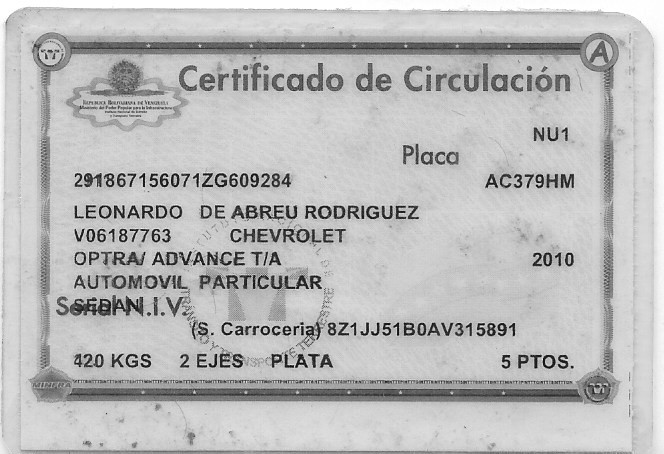 Certificado de Circulación
REPUBLICA BOLIVARIANA DE VENEZUELA
Ministerio del Poder Popular para la Infraestructura
NU1
Placa
291867156071ZG609284 AC379HM
LEONARDO DE ABREU RODRIGUEZ
V06187763 CHEVROLET
OPTRA/ ADVANCE T/A 2010
AUTOMOVIL PARTICULAR
SEDAN
Serial N.I.V.
(S. Carroceria) 8Z1JJ51B0AV315891
420 KGS 2 EJES PLATA 5 PTOS.
MINFRA
A